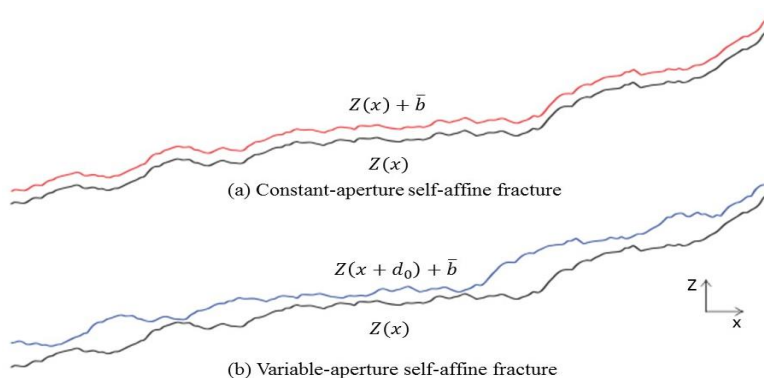 Z(x) + b̄
Z(x)
(a) Constant-aperture self-affine fracture
Z(x + d₀) + b̄
Z(x)
Z
x
(b) Variable-aperture self-affine fracture